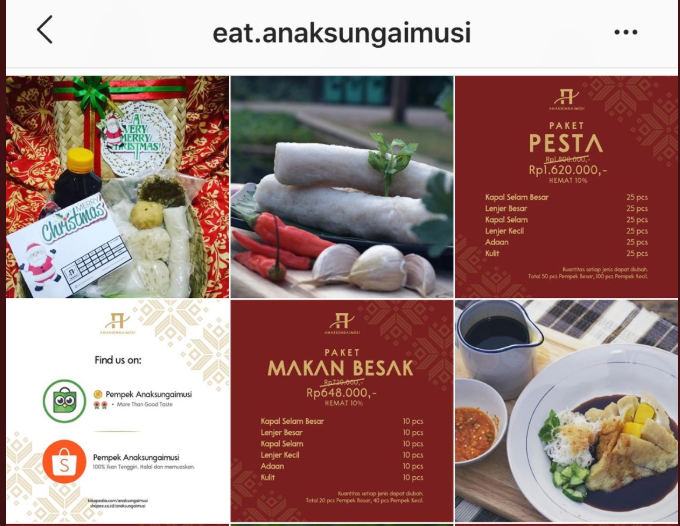 eat.anaksungaimusi
A
VERY
MERRY
CHRISTMAS!
MERRY
Christmas
ANAKSUNGAIMUSI
PAKET
PESTA
Rp1.800.000,-
Rp1.620.000,-
HEMAT 10%
Kapal Selam Besar 25 pcs
Lenjer Besar 25 pcs
Kapal Selam 25 pcs
Lenjer Kecil 25 pcs
Adaan 25 pcs
Kulit 25 pcs
Kuantitas setiap jenis dapat diubah.
Total 50 pcs Pempek Besar, 100 pcs Pempek Kecil.
ANAKSUNGAIMUSI
Find us on:
Pempek Anaksungaimusi
• More Than Good Taste
S
Pempek Anaksungaimusi
100% Ikan Tenggiri. Halal dan memuaskan.
tokopedia.com/anaksungaimusi
shopee.co.id/anaksungaimusi
ANAKSUNGAIMUSI
PAKET
MAKAN BESAK
Rp720.000,-
Rp648.000,-
HEMAT 10%
Kapal Selam Besar 10 pcs
Lenjer Besar 10 pcs
Kapal Selam 10 pcs
Lenjer Kecil 10 pcs
Adaan 10 pcs
Kulit 10 pcs
Kuantitas setiap jenis dapat diubah.
Total 20 pcs Pempek Besar, 40 pcs Pempek Kecil.